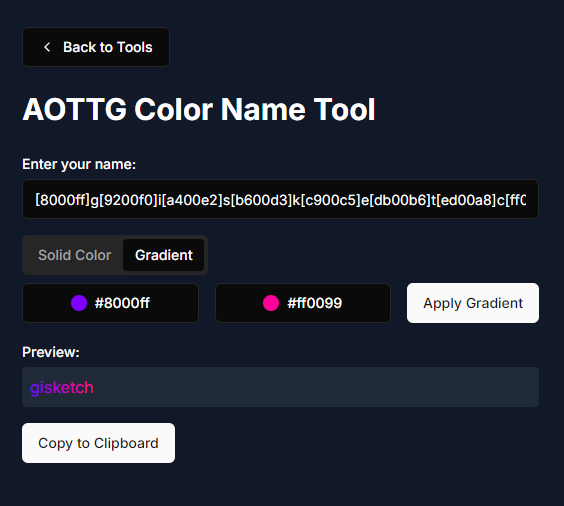 Back to Tools
AOTTG Color Name Tool
Enter your name:
[8000ff]g[9200f0]i[a400e2]s[b600d3]k[c900c5]e[db00b6]t[ed00a8]c[ff0
Solid Color Gradient
#8000ff #ff0099 Apply Gradient
Preview:
gisketch
Copy to Clipboard